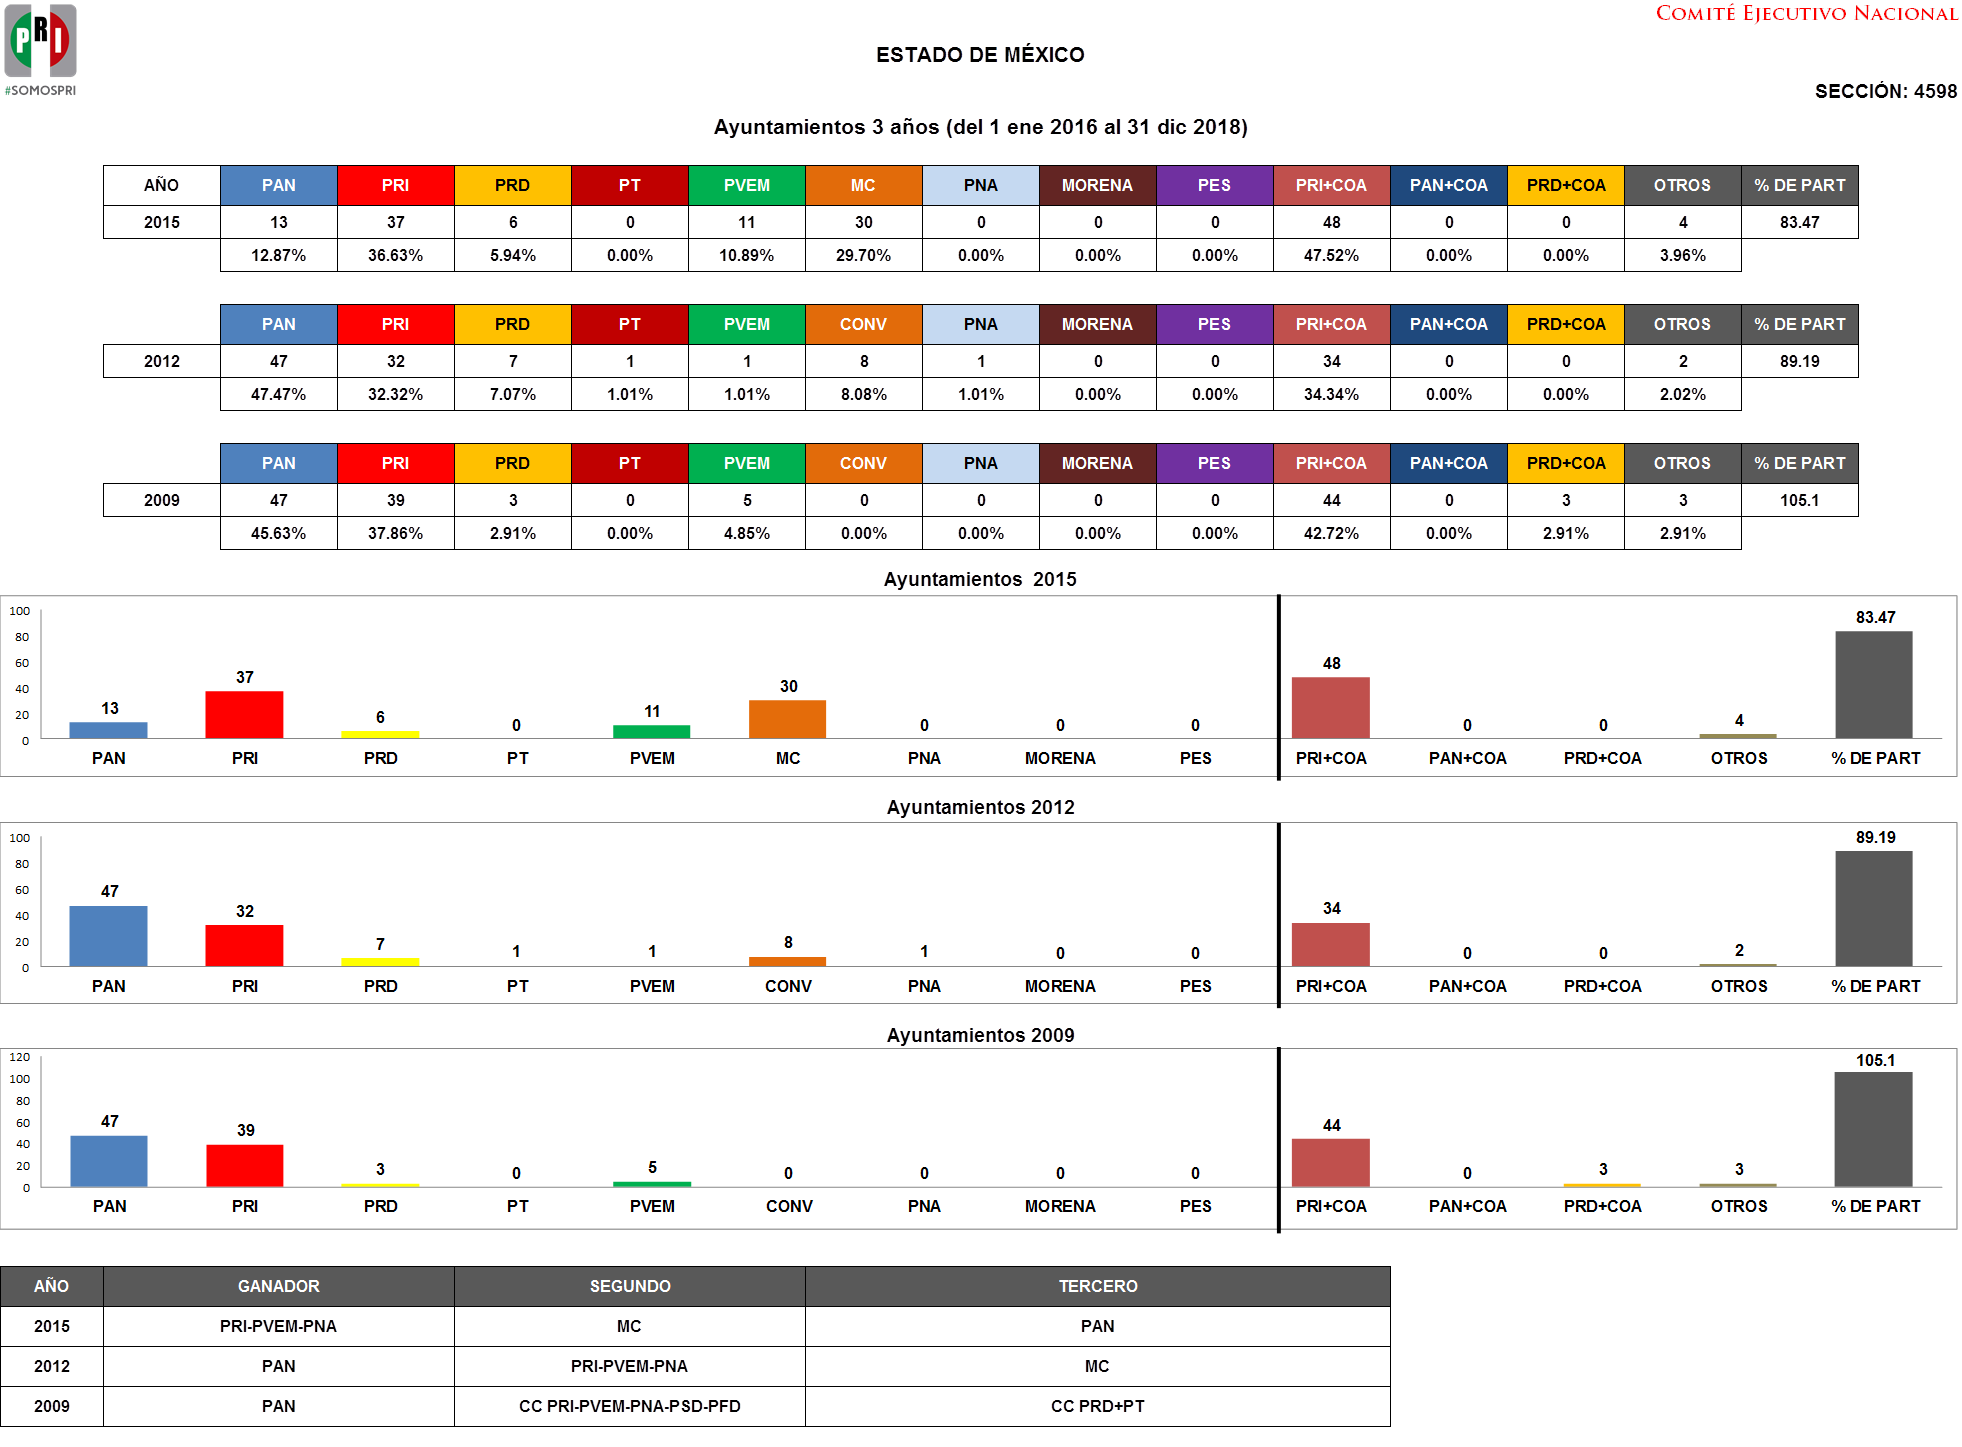 PRI
#SOMOSPRI
COMITÉ EJECUTIVO NACIONAL
ESTADO DE MÉXICO
SECCIÓN: 4598
Ayuntamientos 3 años (del 1 ene 2016 al 31 dic 2018)
AÑO PAN PRI PRD PT PVEM MC PNA MORENA PES PRI+COA PAN+COA PRD+COA OTROS % DE PART
2015 13 37 6 0 11 30 0 0 0 48 0 0 4 83.47
12.87% 36.63% 5.94% 0.00% 10.89% 29.70% 0.00% 0.00% 0.00% 47.52% 0.00% 0.00% 3.96%
PAN PRI PRD PT PVEM CONV PNA MORENA PES PRI+COA PAN+COA PRD+COA OTROS % DE PART
2012 47 32 7 1 1 8 1 0 0 34 0 0 2 89.19
47.47% 32.32% 7.07% 1.01% 1.01% 8.08% 1.01% 0.00% 0.00% 34.34% 0.00% 0.00% 2.02%
PAN PRI PRD PT PVEM CONV PNA MORENA PES PRI+COA PAN+COA PRD+COA OTROS % DE PART
2009 47 39 3 0 5 0 0 0 0 44 0 3 3 105.1
45.63% 37.86% 2.91% 0.00% 4.85% 0.00% 0.00% 0.00% 0.00% 42.72% 0.00% 2.91% 2.91%
Ayuntamientos 2015
100
80
60
40
20
0
13 37 6 0 11 30 0 0 0 48 0 0 4 83.47
PAN PRI PRD PT PVEM MC PNA MORENA PES PRI+COA PAN+COA PRD+COA OTROS % DE PART
Ayuntamientos 2012
100
80
60
40
20
0
47 32 7 1 1 8 1 0 0 34 0 0 2 89.19
PAN PRI PRD PT PVEM CONV PNA MORENA PES PRI+COA PAN+COA PRD+COA OTROS % DE PART
Ayuntamientos 2009
120
100
80
60
40
20
0
47 39 3 0 5 0 0 0 0 44 0 3 3 105.1
PAN PRI PRD PT PVEM CONV PNA MORENA PES PRI+COA PAN+COA PRD+COA OTROS % DE PART
AÑO GANADOR SEGUNDO TERCERO
2015 PRI-PVEM-PNA MC PAN
2012 PAN PRI-PVEM-PNA MC
2009 PAN CC PRI-PVEM-PNA-PSD-PFD CC PRD+PT